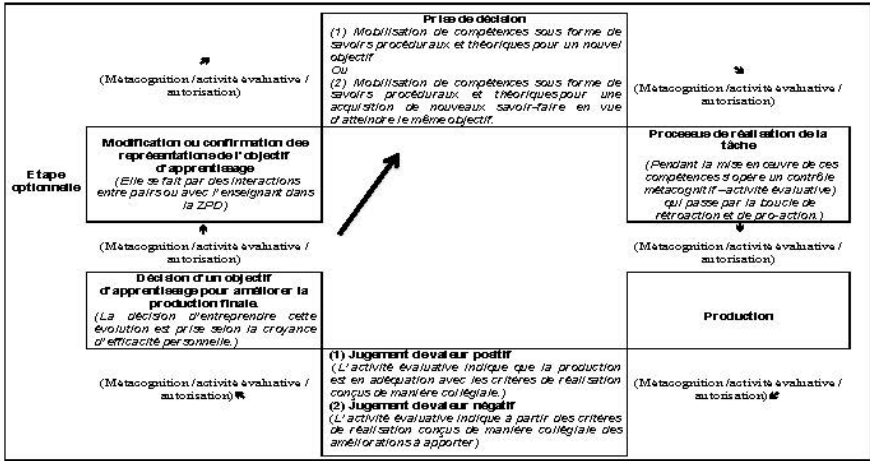 Prise de décision
(1) Mobilisation de compétences sous forme de
savoirs procéduraux et théoriques pour un nouvel
objectif
Ou
(2) Mobilisation de compétences sous forme de
savoirs procéduraux et théoriques pour une
acquisition de nouveaux savoir-faire en vue
d'atteindre le même objectif.
(Métacognition /activité évaluative /
autorisation)
(Métacognition /activité évaluative /
autorisation)
Etape
optionnelle
Modification ou confirmation des
représentations de l'objectif
d'apprentissage
(Elle se fait par des interactions
entre pairs ou avec l'enseignant dans
la ZPD)
Processus de réalisation de la
tâche
(Pendant la mise en œuvre de ces
compétences s'opère un contrôle
métacognitif –activité évaluative)
qui passe par la boucle de
rétroaction et de pro-action.)
(Métacognition /activité évaluative /
autorisation)
(Métacognition /activité évaluative /
autorisation)
Décision d'un objectif
d'apprentissage pour améliorer la
production finale.
(La décision d'entreprendre cette
évolution est prise selon la croyance
d'efficacité personnelle.)
Production
(1) Jugement de valeur positif
(L'activité évaluative indique que la production
est en adéquation avec les critères de réalisation
conçus de manière collégiale.)
(2) Jugement de valeur négatif
(L'activité évaluative indique à partir des critères
de réalisation conçus de manière collégiale des
améliorations à apporter)
(Métacognition /activité évaluative /
autorisation)
(Métacognition /activité évaluative /
autorisation)